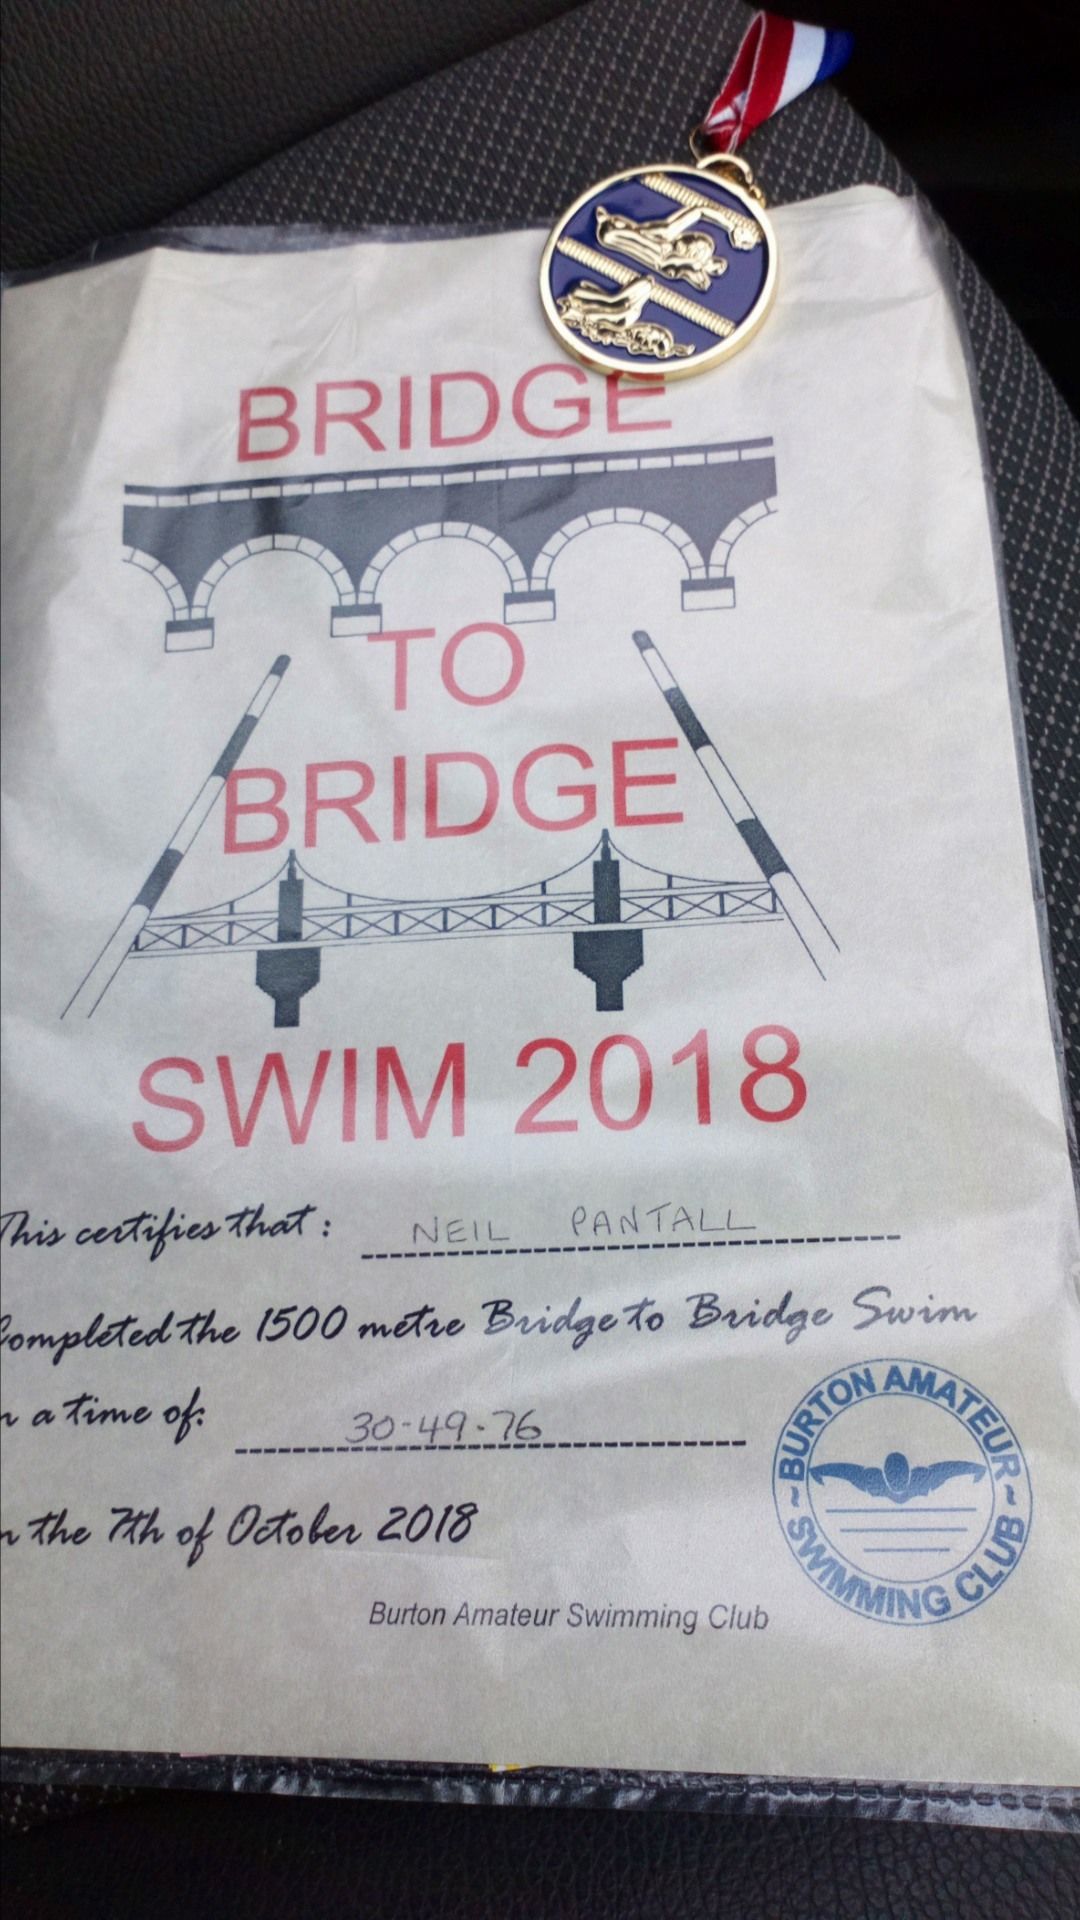 BRIDGE
TO
BRIDGE
SWIM 2018
This certifies that : NEIL PANTALL
Completed the 1500 metre Bridge to Bridge Swim
a time of: 30-49-76
the 7th of October 2018
Burton Amateur Swimming Club
~ BURTON AMATEUR ~
SWIMMING CLUB